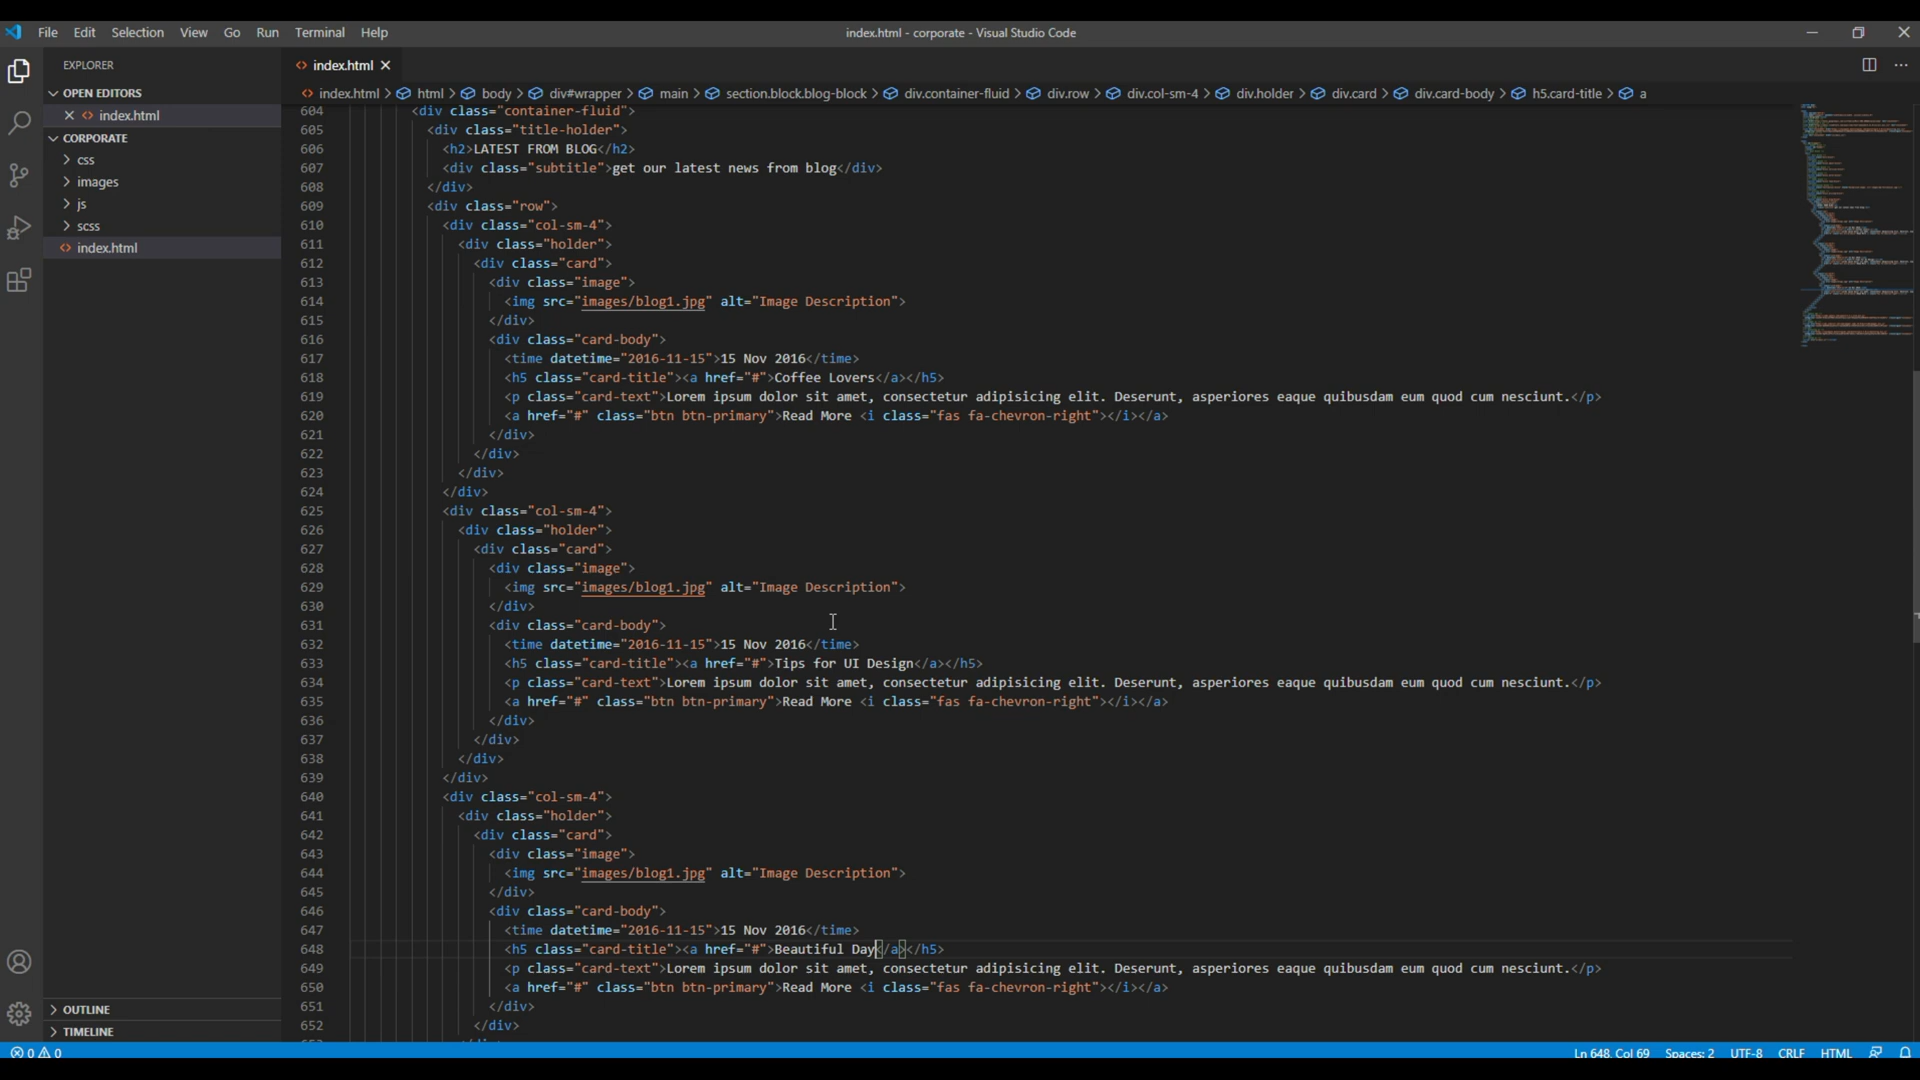 File Edit Selection View Go Run Terminal Help
index.html - corporate - Visual Studio Code
EXPLORER
index.html
OPEN EDITORS
index.html > html > body > div#wrapper > main > section.block.blog-block > div.container-fluid > div.row > div.col-sm-4 > div.holder > div.card > div.card-body > h5.card-title > a
index.html
CORPORATE
css
images
js
scss
index.html
604 <div class="container-fluid">
605 <div class="title-holder">
606 <h2>LATEST FROM BLOG</h2>
607 <div class="subtitle">get our latest news from blog</div>
608 </div>
609 <div class="row">
610 <div class="col-sm-4">
611 <div class="holder">
612 <div class="card">
613 <div class="image">
614 <img src="images/blog1.jpg" alt="Image Description">
615 </div>
616 <div class="card-body">
617 <time datetime="2016-11-15">15 Nov 2016</time>
618 <h5 class="card-title"><a href="#">Coffee Lovers</a></h5>
619 <p class="card-text">Lorem ipsum dolor sit amet, consectetur adipisicing elit. Deserunt, asperiores eaque quibusdam eum quod cum nesciunt.</p>
620 <a href="#" class="btn btn-primary">Read More <i class="fas fa-chevron-right"></i></a>
621 </div>
622 </div>
623 </div>
624 </div>
625 <div class="col-sm-4">
626 <div class="holder">
627 <div class="card">
628 <div class="image">
629 <img src="images/blog1.jpg" alt="Image Description">
630 </div>
631 <div class="card-body">
632 <time datetime="2016-11-15">15 Nov 2016</time>
633 <h5 class="card-title"><a href="#">Tips for UI Design</a></h5>
634 <p class="card-text">Lorem ipsum dolor sit amet, consectetur adipisicing elit. Deserunt, asperiores eaque quibusdam eum quod cum nesciunt.</p>
635 <a href="#" class="btn btn-primary">Read More <i class="fas fa-chevron-right"></i></a>
636 </div>
637 </div>
638 </div>
639 </div>
640 <div class="col-sm-4">
641 <div class="holder">
642 <div class="card">
643 <div class="image">
644 <img src="images/blog1.jpg" alt="Image Description">
645 </div>
646 <div class="card-body">
647 <time datetime="2016-11-15">15 Nov 2016</time>
648 <h5 class="card-title"><a href="#">Beautiful Day</a></h5>
649 <p class="card-text">Lorem ipsum dolor sit amet, consectetur adipisicing elit. Deserunt, asperiores eaque quibusdam eum quod cum nesciunt.</p>
650 <a href="#" class="btn btn-primary">Read More <i class="fas fa-chevron-right"></i></a>
651 </div>
652 </div>
OUTLINE
TIMELINE
0 0
Ln 648, Col 69 Spaces: 2 UTF-8 CRLF HTML